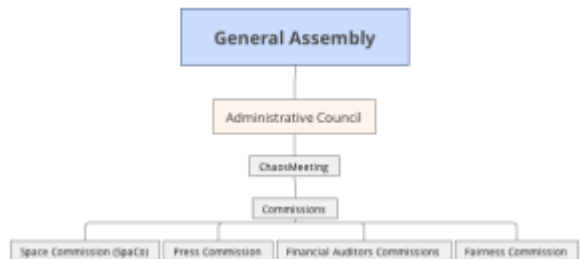 General Assembly
Administrative Council
ChaosMeeting
Commissions
Space Commission (SpaCo) Press Commission Financial Auditors Commissions Fairness Commission